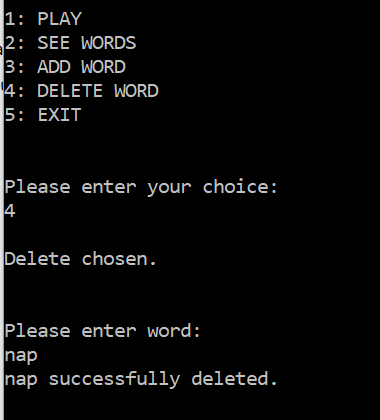 1: PLAY
2: SEE WORDS
3: ADD WORD
4: DELETE WORD
5: EXIT
Please enter your choice:
4
Delete chosen.
Please enter word:
nap
nap successfully deleted.